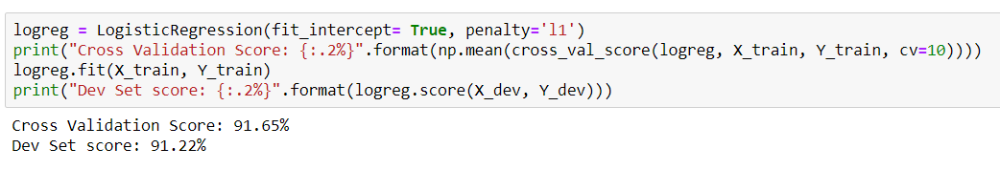 logreg = LogisticRegression(fit_intercept= True, penalty='l1')
print("Cross Validation Score: {:.2%}".format(np.mean(cross_val_score(logreg, X_train, Y_train, cv=10))))
logreg.fit(X_train, Y_train)
print("Dev Set score: {:.2%}".format(logreg.score(X_dev, Y_dev)))
Cross Validation Score: 91.65%
Dev Set score: 91.22%